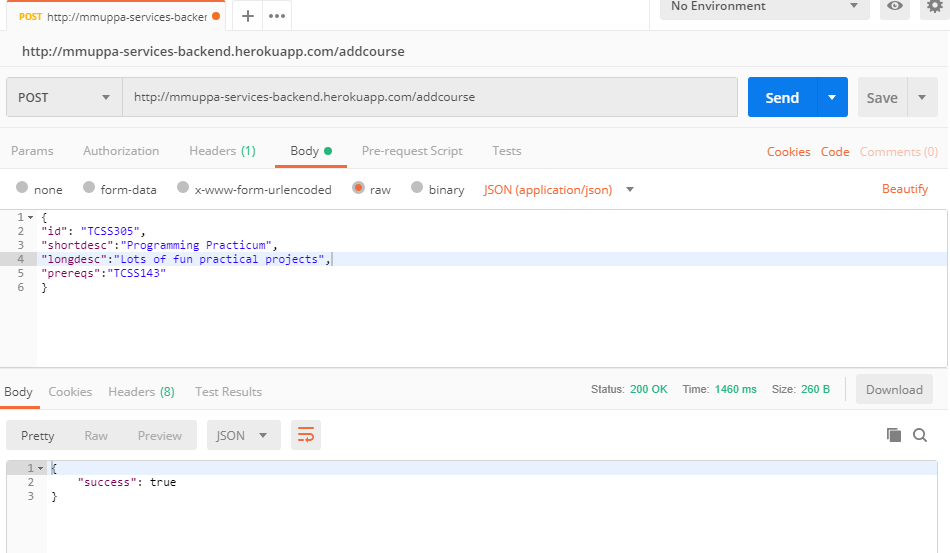 POST http://mmuppa-services-backer + ••• No Environment
http://mmuppa-services-backend.herokuapp.com/addcourse
POST http://mmuppa-services-backend.herokuapp.com/addcourse Send Save
Params Authorization Headers (1) Body Pre-request Script Tests Cookies Code Comments (0)
none form-data x-www-form-urlencoded raw binary JSON (application/json) Beautify
1 {
2 "id": "TCSS305",
3 "shortdesc":"Programming Practicum",
4 "longdesc":"Lots of fun practical projects",
5 "prereqs":"TCSS143"
6 }
Body Cookies Headers (8) Test Results Status: 200 OK Time: 1460 ms Size: 260 B Download
Pretty Raw Preview JSON
1 {
2 "success": true
3 }